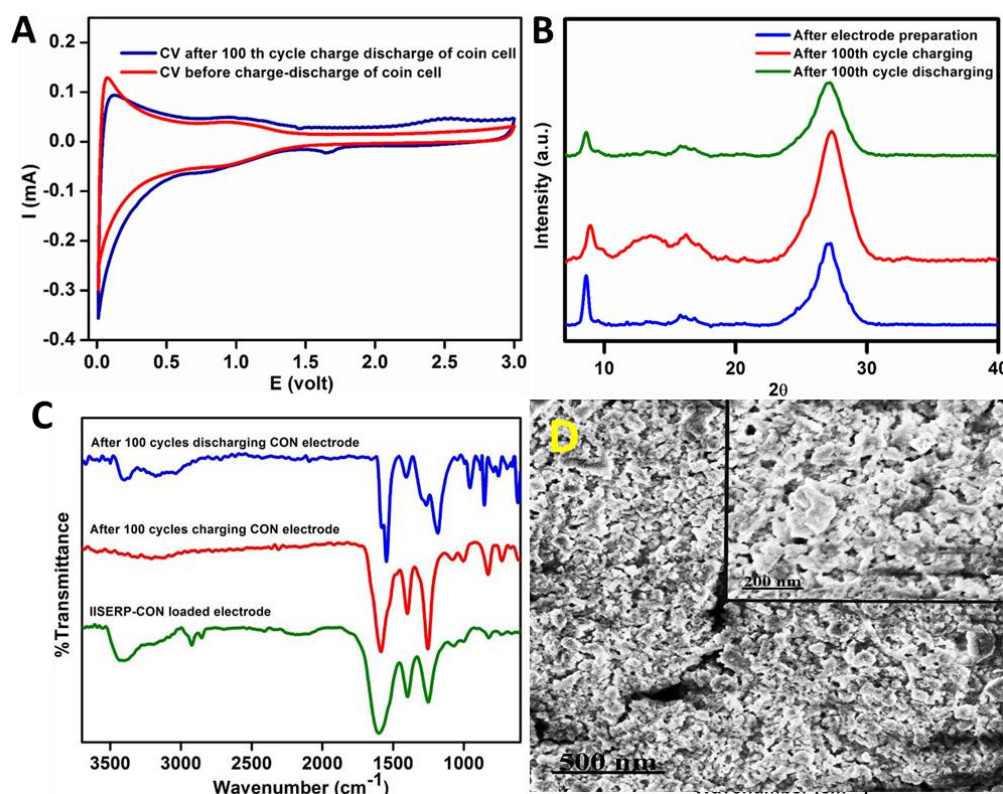 A
CV after 100 th cycle charge discharge of coin cell
CV before charge-discharge of coin cell
0.2
0.1
0.0
-0.1
-0.2
-0.3
-0.4
I (mA)
0.0 0.5 1.0 1.5 2.0 2.5 3.0
E (volt)
B
After electrode preparation
After 100th cycle charging
After 100th cycle discharging
Intensity (a.u.)
10 20 30 40
2θ
C
After 100 cycles discharging CON electrode
After 100 cycles charging CON electrode
IISERP-CON loaded electrode
%Transmittance
3500 3000 2500 2000 1500 1000
Wavenumber (cm-1)
D
200 nm
500 nm